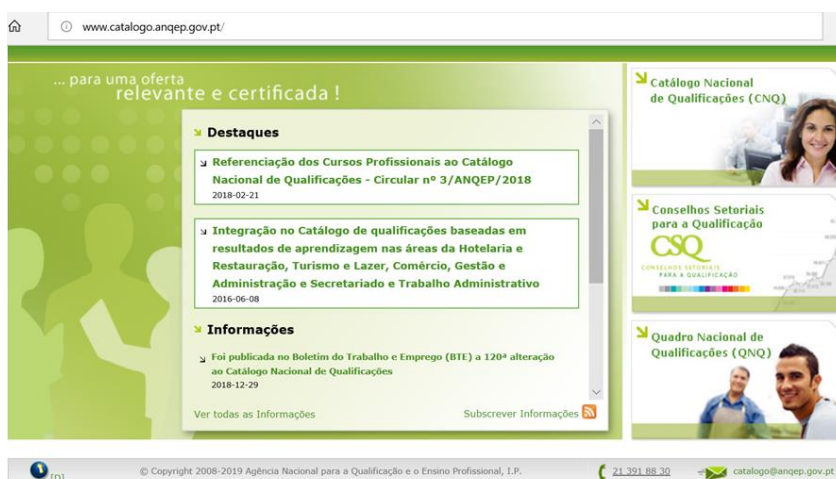 www.catalogo.anqep.gov.pt/
... para uma oferta
relevante e certificada !
Destaques
Referenciação dos Cursos Profissionais ao Catálogo
Nacional de Qualificações - Circular nº 3/ANQEP/2018
2018-02-21
Integração no Catálogo de qualificações baseadas em
resultados de aprendizagem nas áreas da Hotelaria e
Restauração, Turismo e Lazer, Comércio, Gestão e
Administração e Secretariado e Trabalho Administrativo
2016-06-08
Informações
Foi publicada no Boletim do Trabalho e Emprego (BTE) a 120ª alteração
ao Catálogo Nacional de Qualificações
2018-12-29
Ver todas as Informações
Subscrever Informações
Catálogo Nacional
de Qualificações (CNQ)
Conselhos Setoriais
para a Qualificação
CSQ
CONSELHOS SETORIAIS
PARA A QUALIFICAÇÃO
Quadro Nacional de
Qualificações (QNQ)
[D]
© Copyright 2008-2019 Agência Nacional para a Qualificação e o Ensino Profissional, I.P.
21 391 88 30
catalogo@anqep.gov.pt